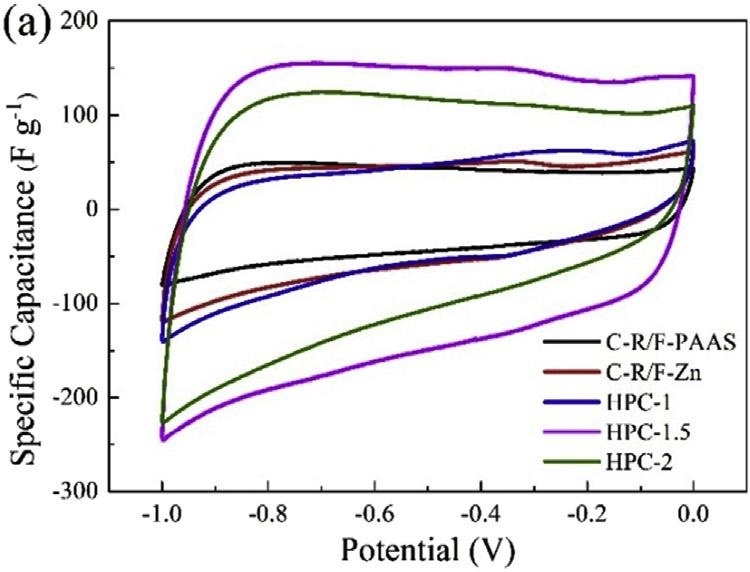 (a)
Specific Capacitance (F g⁻¹)
200
100
0
-100
-200
-300
C-R/F-PAAS
C-R/F-Zn
HPC-1
HPC-1.5
HPC-2
-1.0 -0.8 -0.6 -0.4 -0.2 0.0
Potential (V)